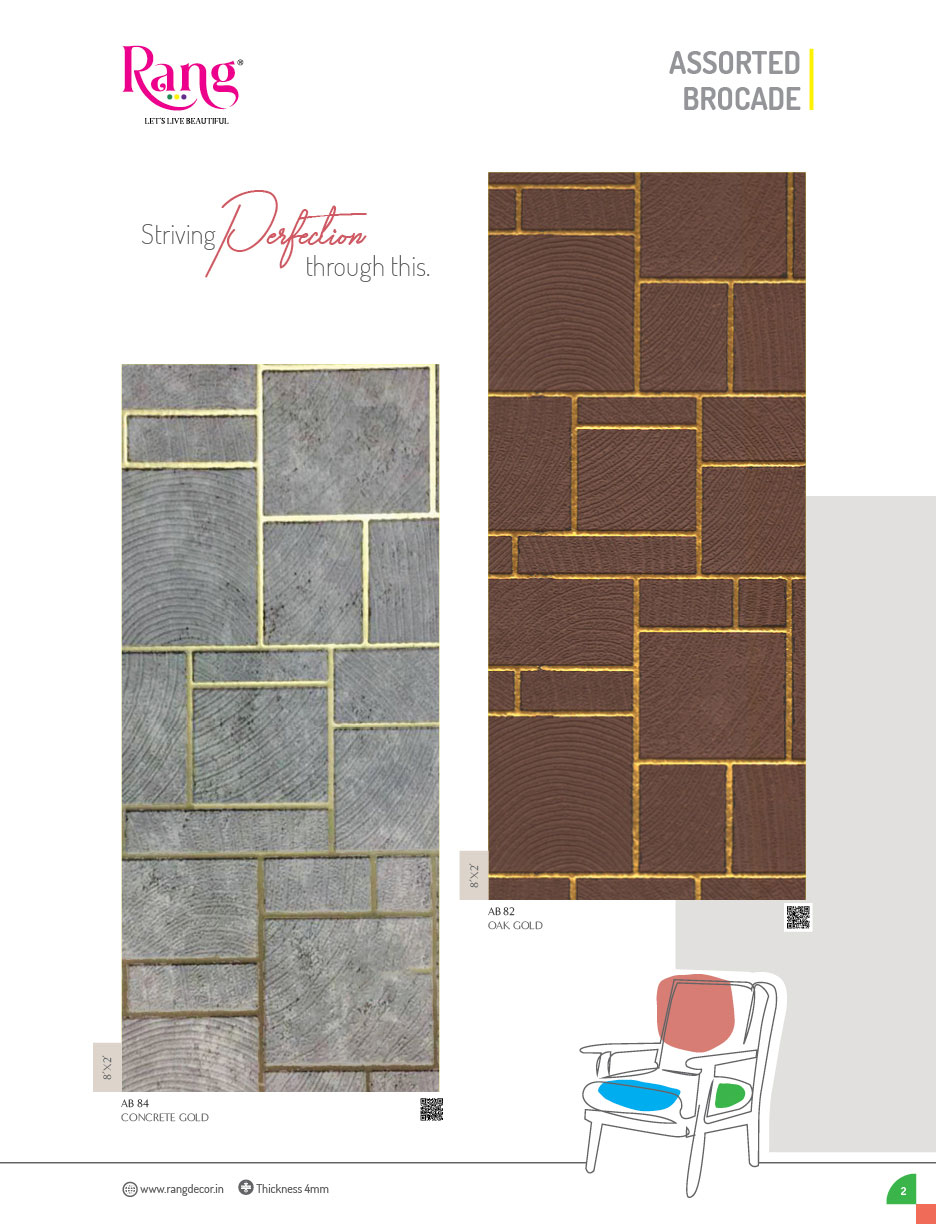 Rang®
LET'S LIVE BEAUTIFUL
ASSORTED
BROCADE
Striving Perfection
through this.
8'X2'
AB 82
OAK GOLD
8'X2'
AB 84
CONCRETE GOLD
www.rangdecor.in
Thickness 4mm
2